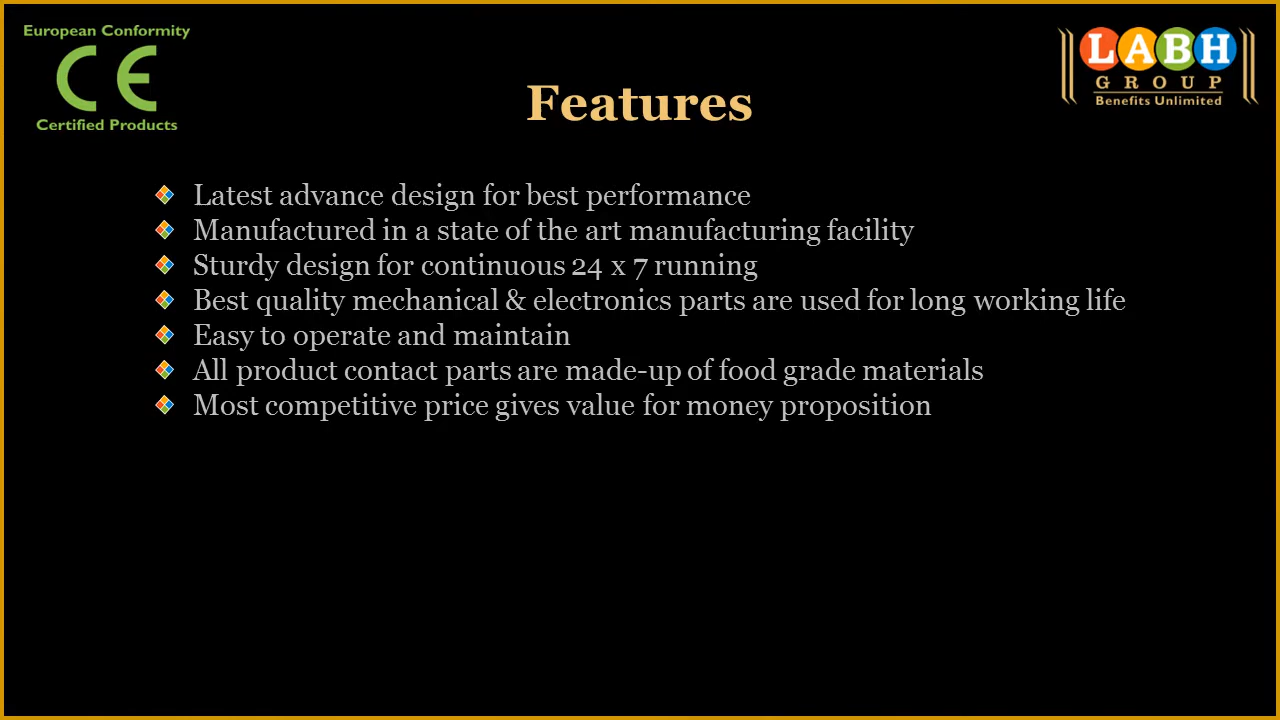 European Conformity
CE
Certified Products
LABH
GROUP
Benefits Unlimited
Features
Latest advance design for best performance
Manufactured in a state of the art manufacturing facility
Sturdy design for continuous 24 x 7 running
Best quality mechanical & electronics parts are used for long working life
Easy to operate and maintain
All product contact parts are made-up of food grade materials
Most competitive price gives value for money proposition